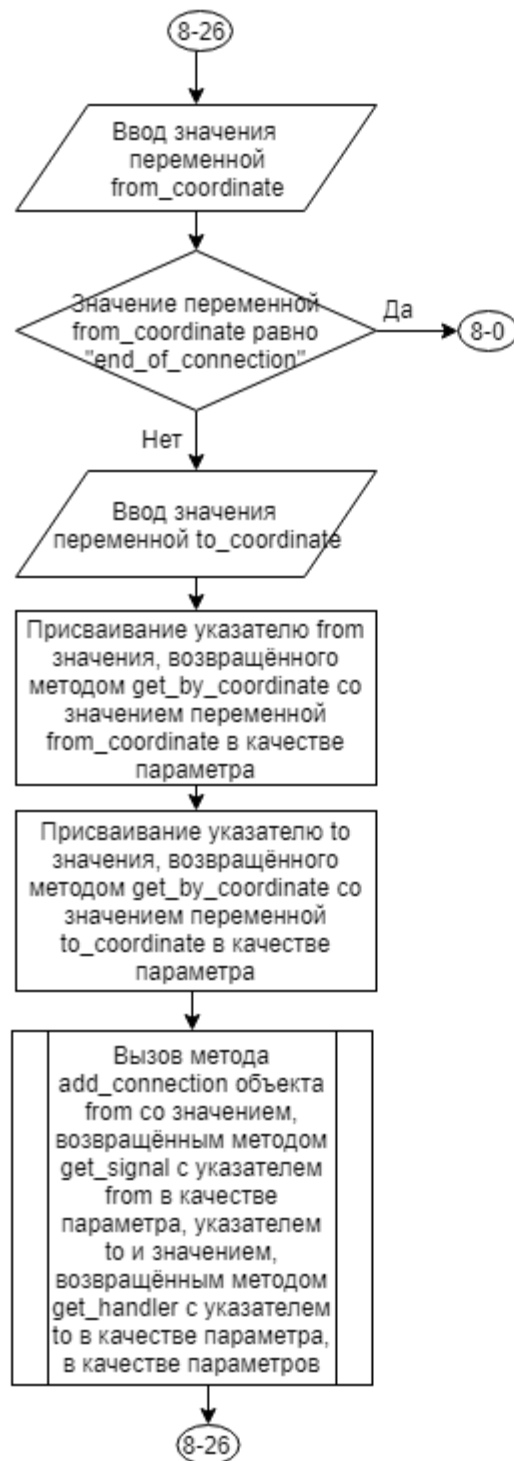 8-26
Ввод значения
переменной
from_coordinate
Значение переменной
from_coordinate равно
"end_of_connection"
Да
8-0
Нет
Ввод значения
переменной to_coordinate
Присваивание указателю from
значения, возвращённого
методом get_by_coordinate со
значением переменной
from_coordinate в качестве
параметра
Присваивание указателю to
значения, возвращённого
методом get_by_coordinate со
значением переменной
to_coordinate в качестве
параметра
Вызов метода
add_connection объекта
from со значением,
возвращённым методом
get_signal с указателем
from в качестве
параметра, указателем
to и значением,
возвращённым методом
get_handler с указателем
to в качестве параметра,
в качестве параметров
8-26